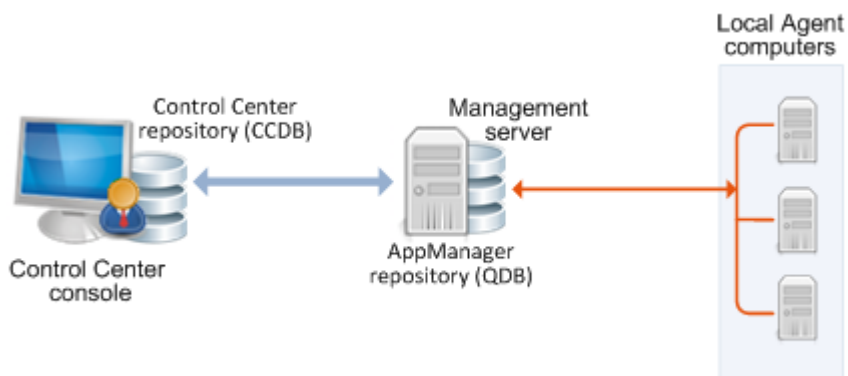 Local Agent
computers
Control Center
repository (CCDB)
Management
server
AppManager
repository (QDB)
Control Center
console